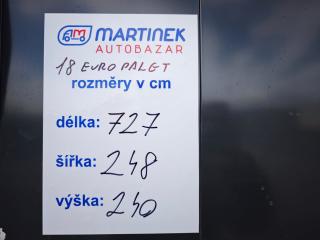 MARTINEK
AUTOBAZAR
18 EURO PALET
rozměry v cm
délka: 727
šířka: 248
výška: 240